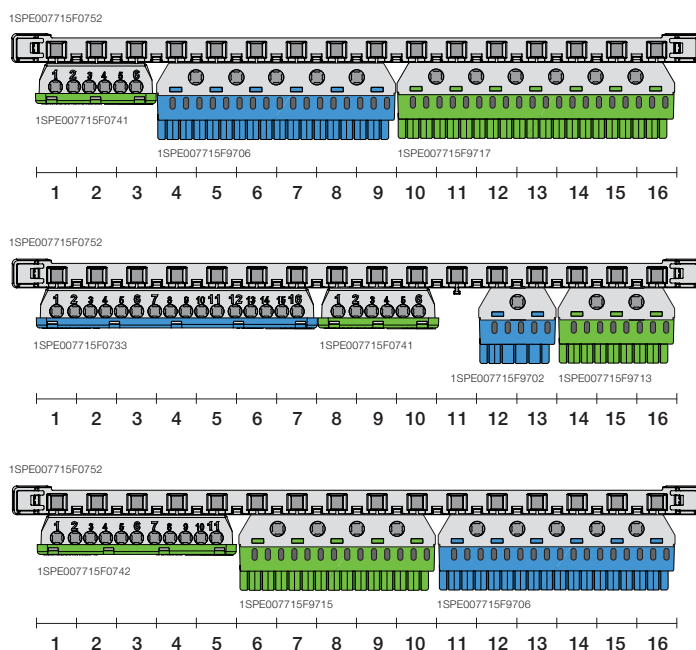 1SPE007715F0752
1 2 3 4 5 6
1SPE007715F0741
1SPE007715F9706 1SPE007715F9717
1 2 3 4 5 6 7 8 9 10 11 12 13 14 15 16
1SPE007715F0752
1 2 3 4 5 6 7 8 9 10 11 12 13 14 15 16 1 2 3 4 5 6
1SPE007715F0733 1SPE007715F0741
1SPE007715F9702 1SPE007715F9713
1 2 3 4 5 6 7 8 9 10 11 12 13 14 15 16
1SPE007715F0752
1 2 3 4 5 6 7 8 9 10 11
1SPE007715F0742
1SPE007715F9715 1SPE007715F9706
1 2 3 4 5 6 7 8 9 10 11 12 13 14 15 16